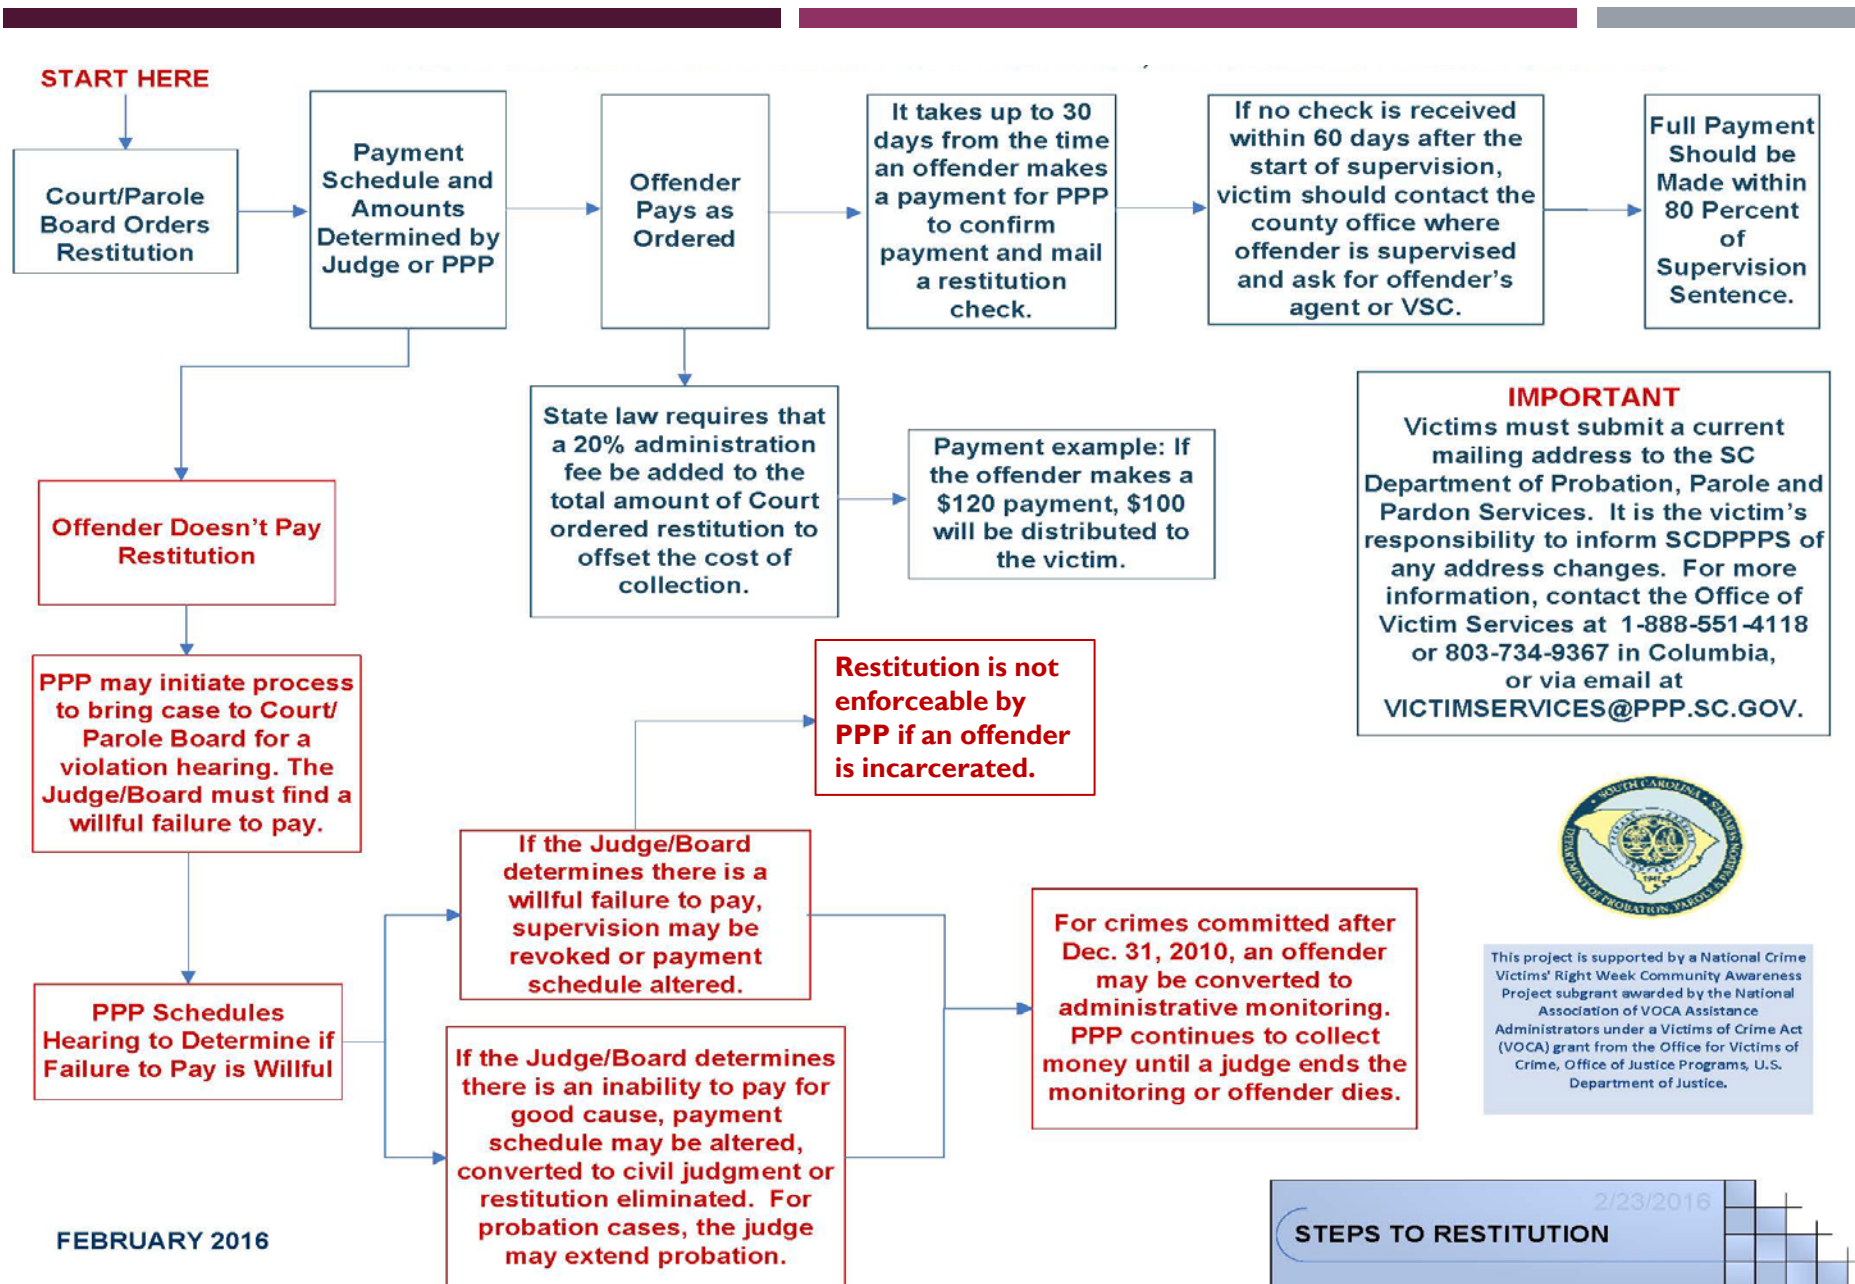 START HERE
Court/Parole
Board Orders
Restitution
Payment
Schedule and
Amounts
Determined by
Judge or PPP
Offender
Pays as
Ordered
It takes up to 30
days from the time
an offender makes
a payment for PPP
to confirm
payment and mail
a restitution
check.
If no check is received
within 60 days after the
start of supervision,
victim should contact the
county office where
offender is supervised
and ask for offender's
agent or VSC.
Full Payment
Should be
Made within
80 Percent
of
Supervision
Sentence.
State law requires that
a 20% administration
fee be added to the
total amount of Court
ordered restitution to
offset the cost of
collection.
Payment example: If
the offender makes a
$120 payment, $100
will be distributed to
the victim.
IMPORTANT
Victims must submit a current
mailing address to the SC
Department of Probation, Parole and
Pardon Services.  It is the victim's
responsibility to inform SCDPPPS of
any address changes.  For more
information, contact the Office of
Victim Services at  1-888-551-4118
or 803-734-9367 in Columbia,
or via email at
VICTIMSERVICES@PPP.SC.GOV.
Offender Doesn't Pay
Restitution
PPP may initiate process
to bring case to Court/
Parole Board for a
violation hearing. The
Judge/Board must find a
willful failure to pay.
PPP Schedules
Hearing to Determine if
Failure to Pay is Willful
Restitution is not
enforceable by
PPP if an offender
is incarcerated.
If the Judge/Board
determines there is a
willful failure to pay,
supervision may be
revoked or payment
schedule altered.
If the Judge/Board determines
there is an inability to pay for
good cause, payment
schedule may be altered,
converted to civil judgment or
restitution eliminated.  For
probation cases, the judge
may extend probation.
For crimes committed after
Dec. 31, 2010, an offender
may be converted to
administrative monitoring.
PPP continues to collect
money until a judge ends the
monitoring or offender dies.
SOUTH CAROLINA
DEPARTMENT OF PROBATION, PAROLE & PARDON SERVICES
This project is supported by a National Crime
Victims' Right Week Community Awareness
Project subgrant awarded by the National
Association of VOCA Assistance
Administrators under a Victims of Crime Act
(VOCA) grant from the Office for Victims of
Crime, Office of Justice Programs, U.S.
Department of Justice.
FEBRUARY 2016
2/23/2016
STEPS TO RESTITUTION